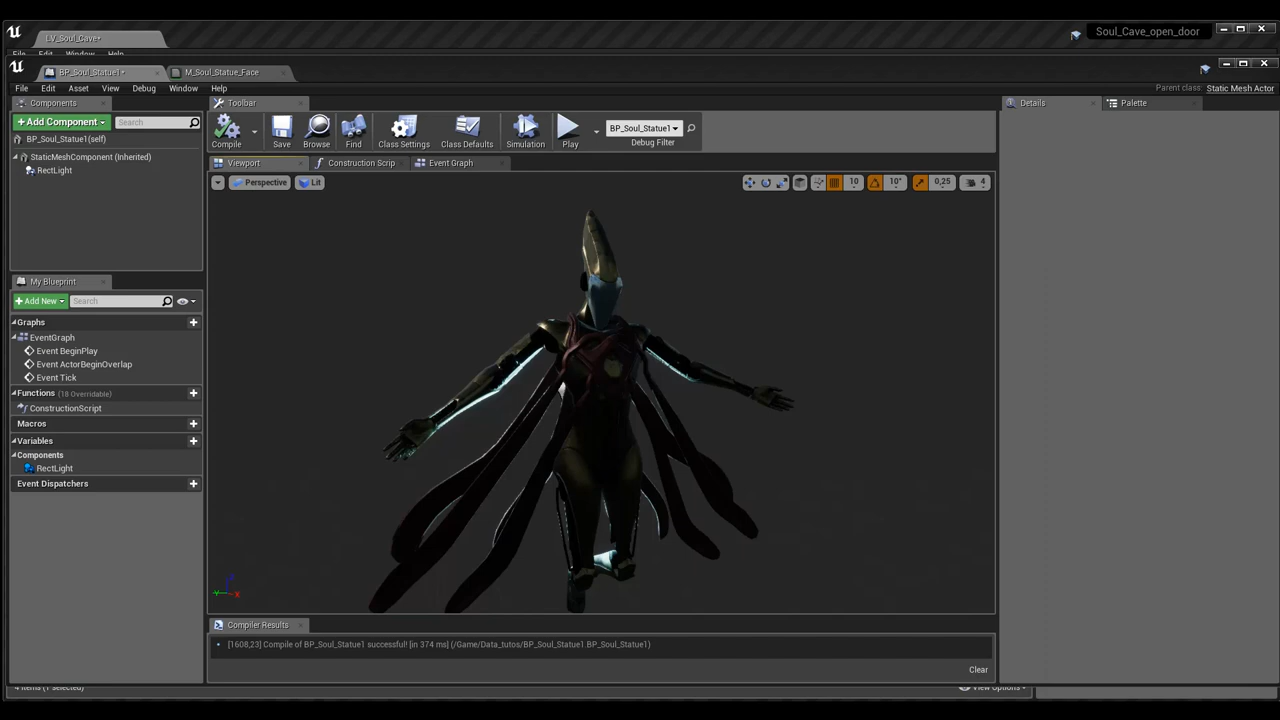 LV_Soul_Cave*
Soul_Cave_open_door
File Edit Window Help
BP_Soul_Statue1*
M_Soul_Statue_Face
File Edit Asset View Debug Window Help
Parent class: Static Mesh Actor
Components
+ Add Component
Search
BP_Soul_Statue1(self)
StaticMeshComponent (Inherited)
RectLight
Toolbar
Compile
Save
Browse
Find
Class Settings
Class Defaults
Simulation
Play
BP_Soul_Statue1
Debug Filter
Viewport
Construction Scrip
Event Graph
Perspective
Lit
10
10°
0,25
4
Details
Palette
My Blueprint
+ Add New
Search
Graphs
EventGraph
Event BeginPlay
Event ActorBeginOverlap
Event Tick
Functions (18 Overridable)
ConstructionScript
Macros
Variables
Components
RectLight
Event Dispatchers
Compiler Results
[1608,23] Compile of BP_Soul_Statue1 successful! [in 374 ms] (/Game/Data_tutos/BP_Soul_Statue1.BP_Soul_Statue1)
Clear
4 items (1 selected)
View Options